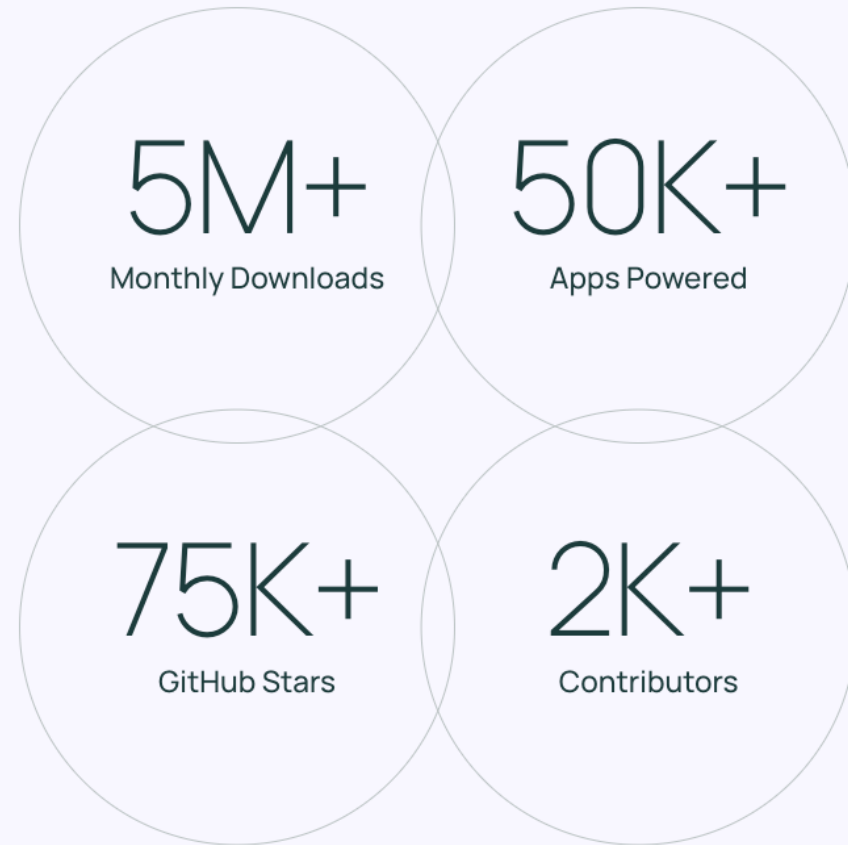 5M+
Monthly Downloads
50K+
Apps Powered
75K+
GitHub Stars
2K+
Contributors